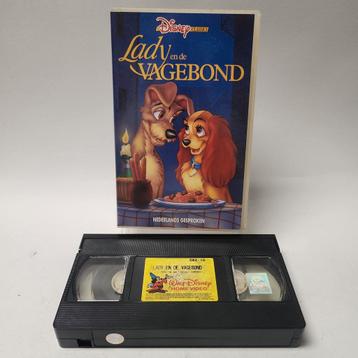 Disney CLASSICS
Lady en de
VAGEBOND
NEDERLANDS GESPROKEN
LADY EN DE VAGEBOND
WALT DISNEY
HOME VIDEO